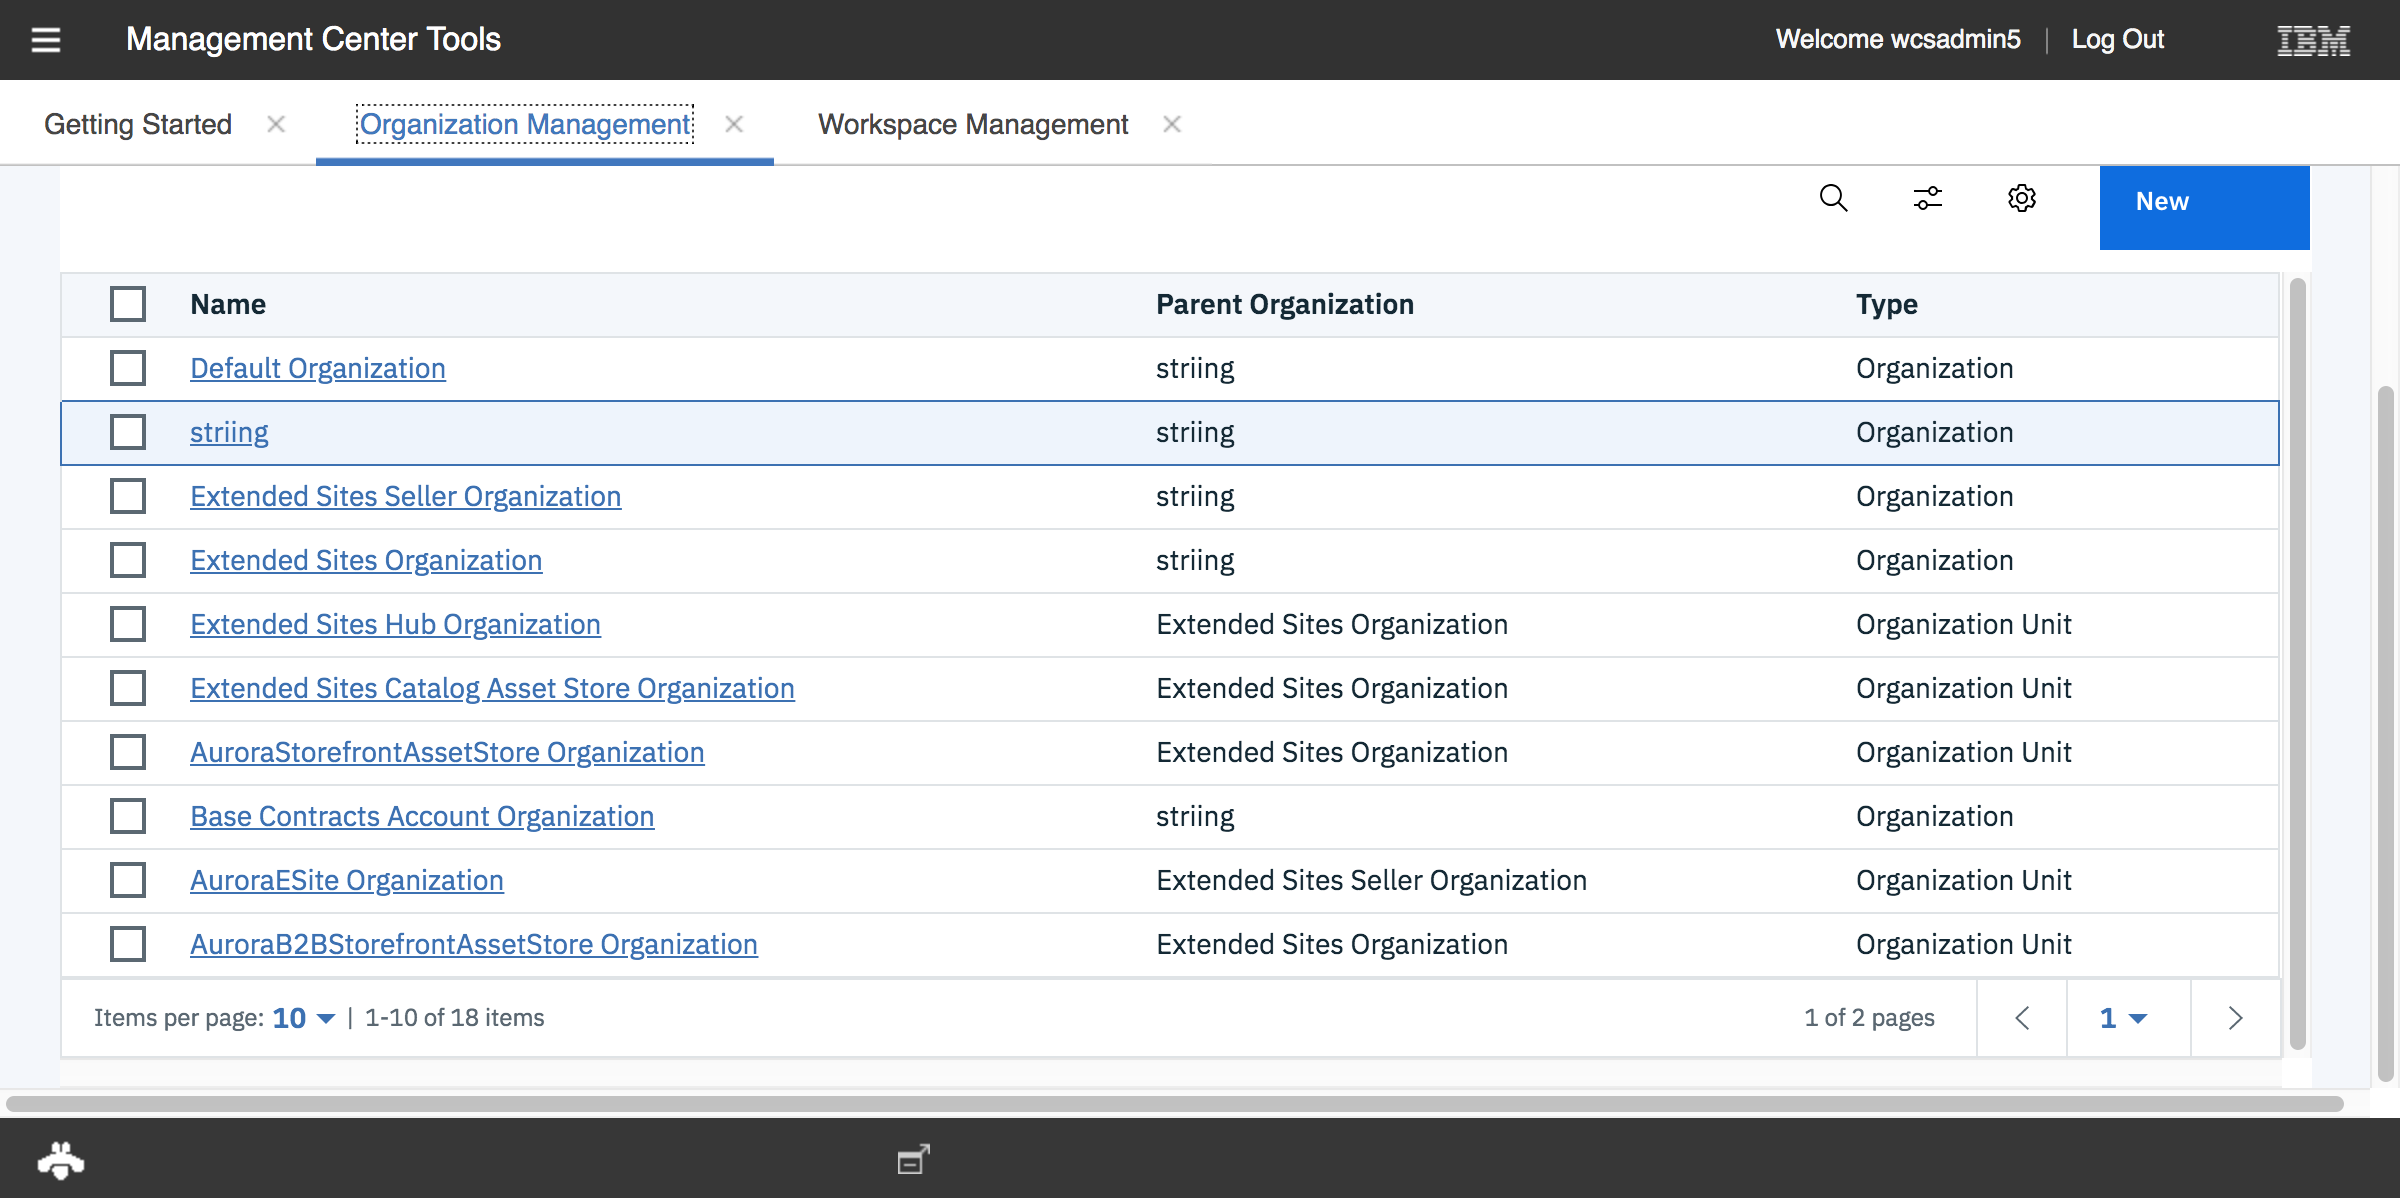 Management Center Tools Welcome wcsadmin5 | Log Out IBM
Getting Started Organization Management Workspace Management
New
Name Parent Organization Type
Default Organization striing Organization
striing striing Organization
Extended Sites Seller Organization striing Organization
Extended Sites Organization striing Organization
Extended Sites Hub Organization Extended Sites Organization Organization Unit
Extended Sites Catalog Asset Store Organization Extended Sites Organization Organization Unit
AuroraStorefrontAssetStore Organization Extended Sites Organization Organization Unit
Base Contracts Account Organization striing Organization
AuroraESite Organization Extended Sites Seller Organization Organization Unit
AuroraB2BStorefrontAssetStore Organization Extended Sites Organization Organization Unit
Items per page: 10 | 1-10 of 18 items 1 of 2 pages 1